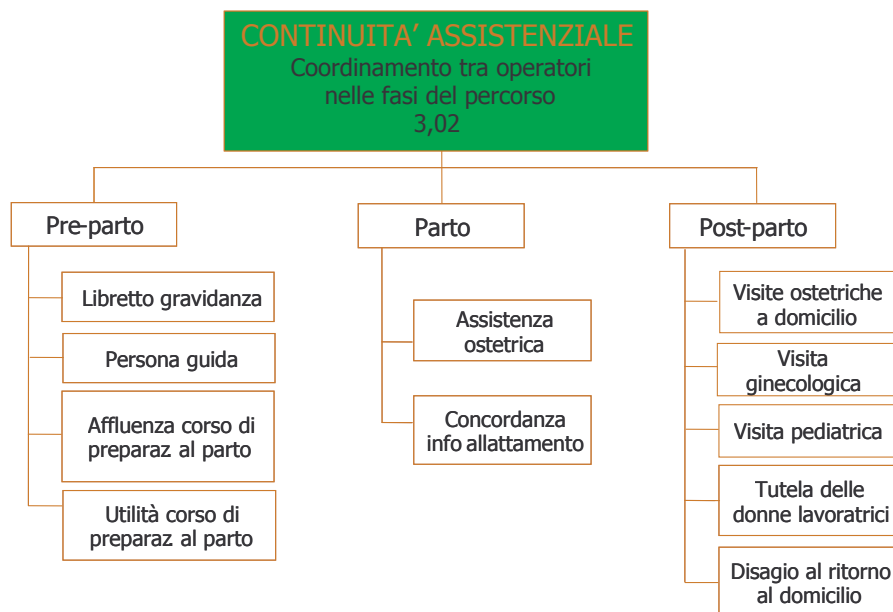 CONTINUITA’ ASSISTENZIALE
Coordinamento tra operatori
nelle fasi del percorso
3,02
Pre-parto
Libretto gravidanza
Persona guida
Affluenza corso di
preparaz al parto
Utilità corso di
preparaz al parto
Parto
Assistenza
ostetrica
Concordanza
info allattamento
Post-parto
Visite ostetriche
a domicilio
Visita
ginecologica
Visita pediatrica
Tutela delle
donne lavoratrici
Disagio al ritorno
al domicilio